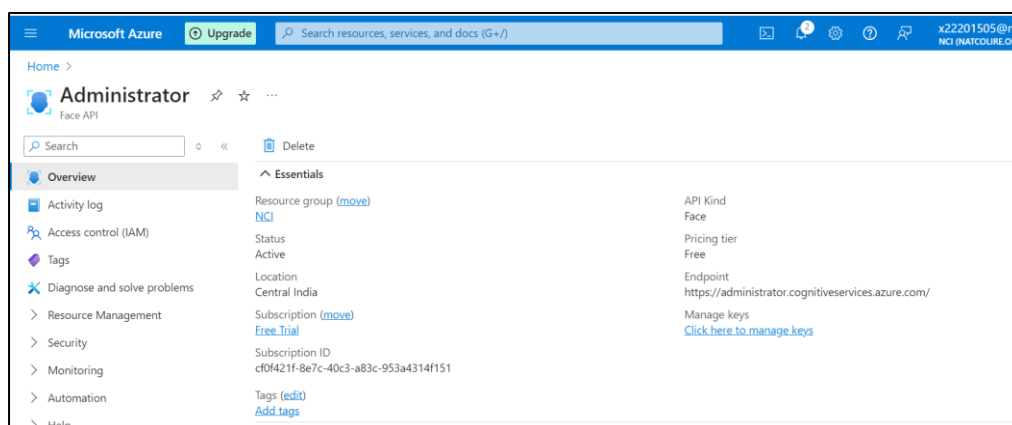 Microsoft Azure
Upgrade
Search resources, services, and docs (G+/)
2
x22201505@
NCI (NATCOLIRE.O
Home >
Administrator
Face API
Search
Delete
Overview
Essentials
Activity log
Resource group (move)
API Kind
NCI
Face
Access control (IAM)
Status
Pricing tier
Active
Free
Tags
Location
Endpoint
Diagnose and solve problems
Central India
https://administrator.cognitiveservices.azure.com/
Resource Management
Subscription (move)
Manage keys
Free Trial
Click here to manage keys
Security
Subscription ID
Monitoring
cf0f421f-8e7c-40c3-a83c-953a4314f151
Automation
Tags (edit)
Add tags
Help